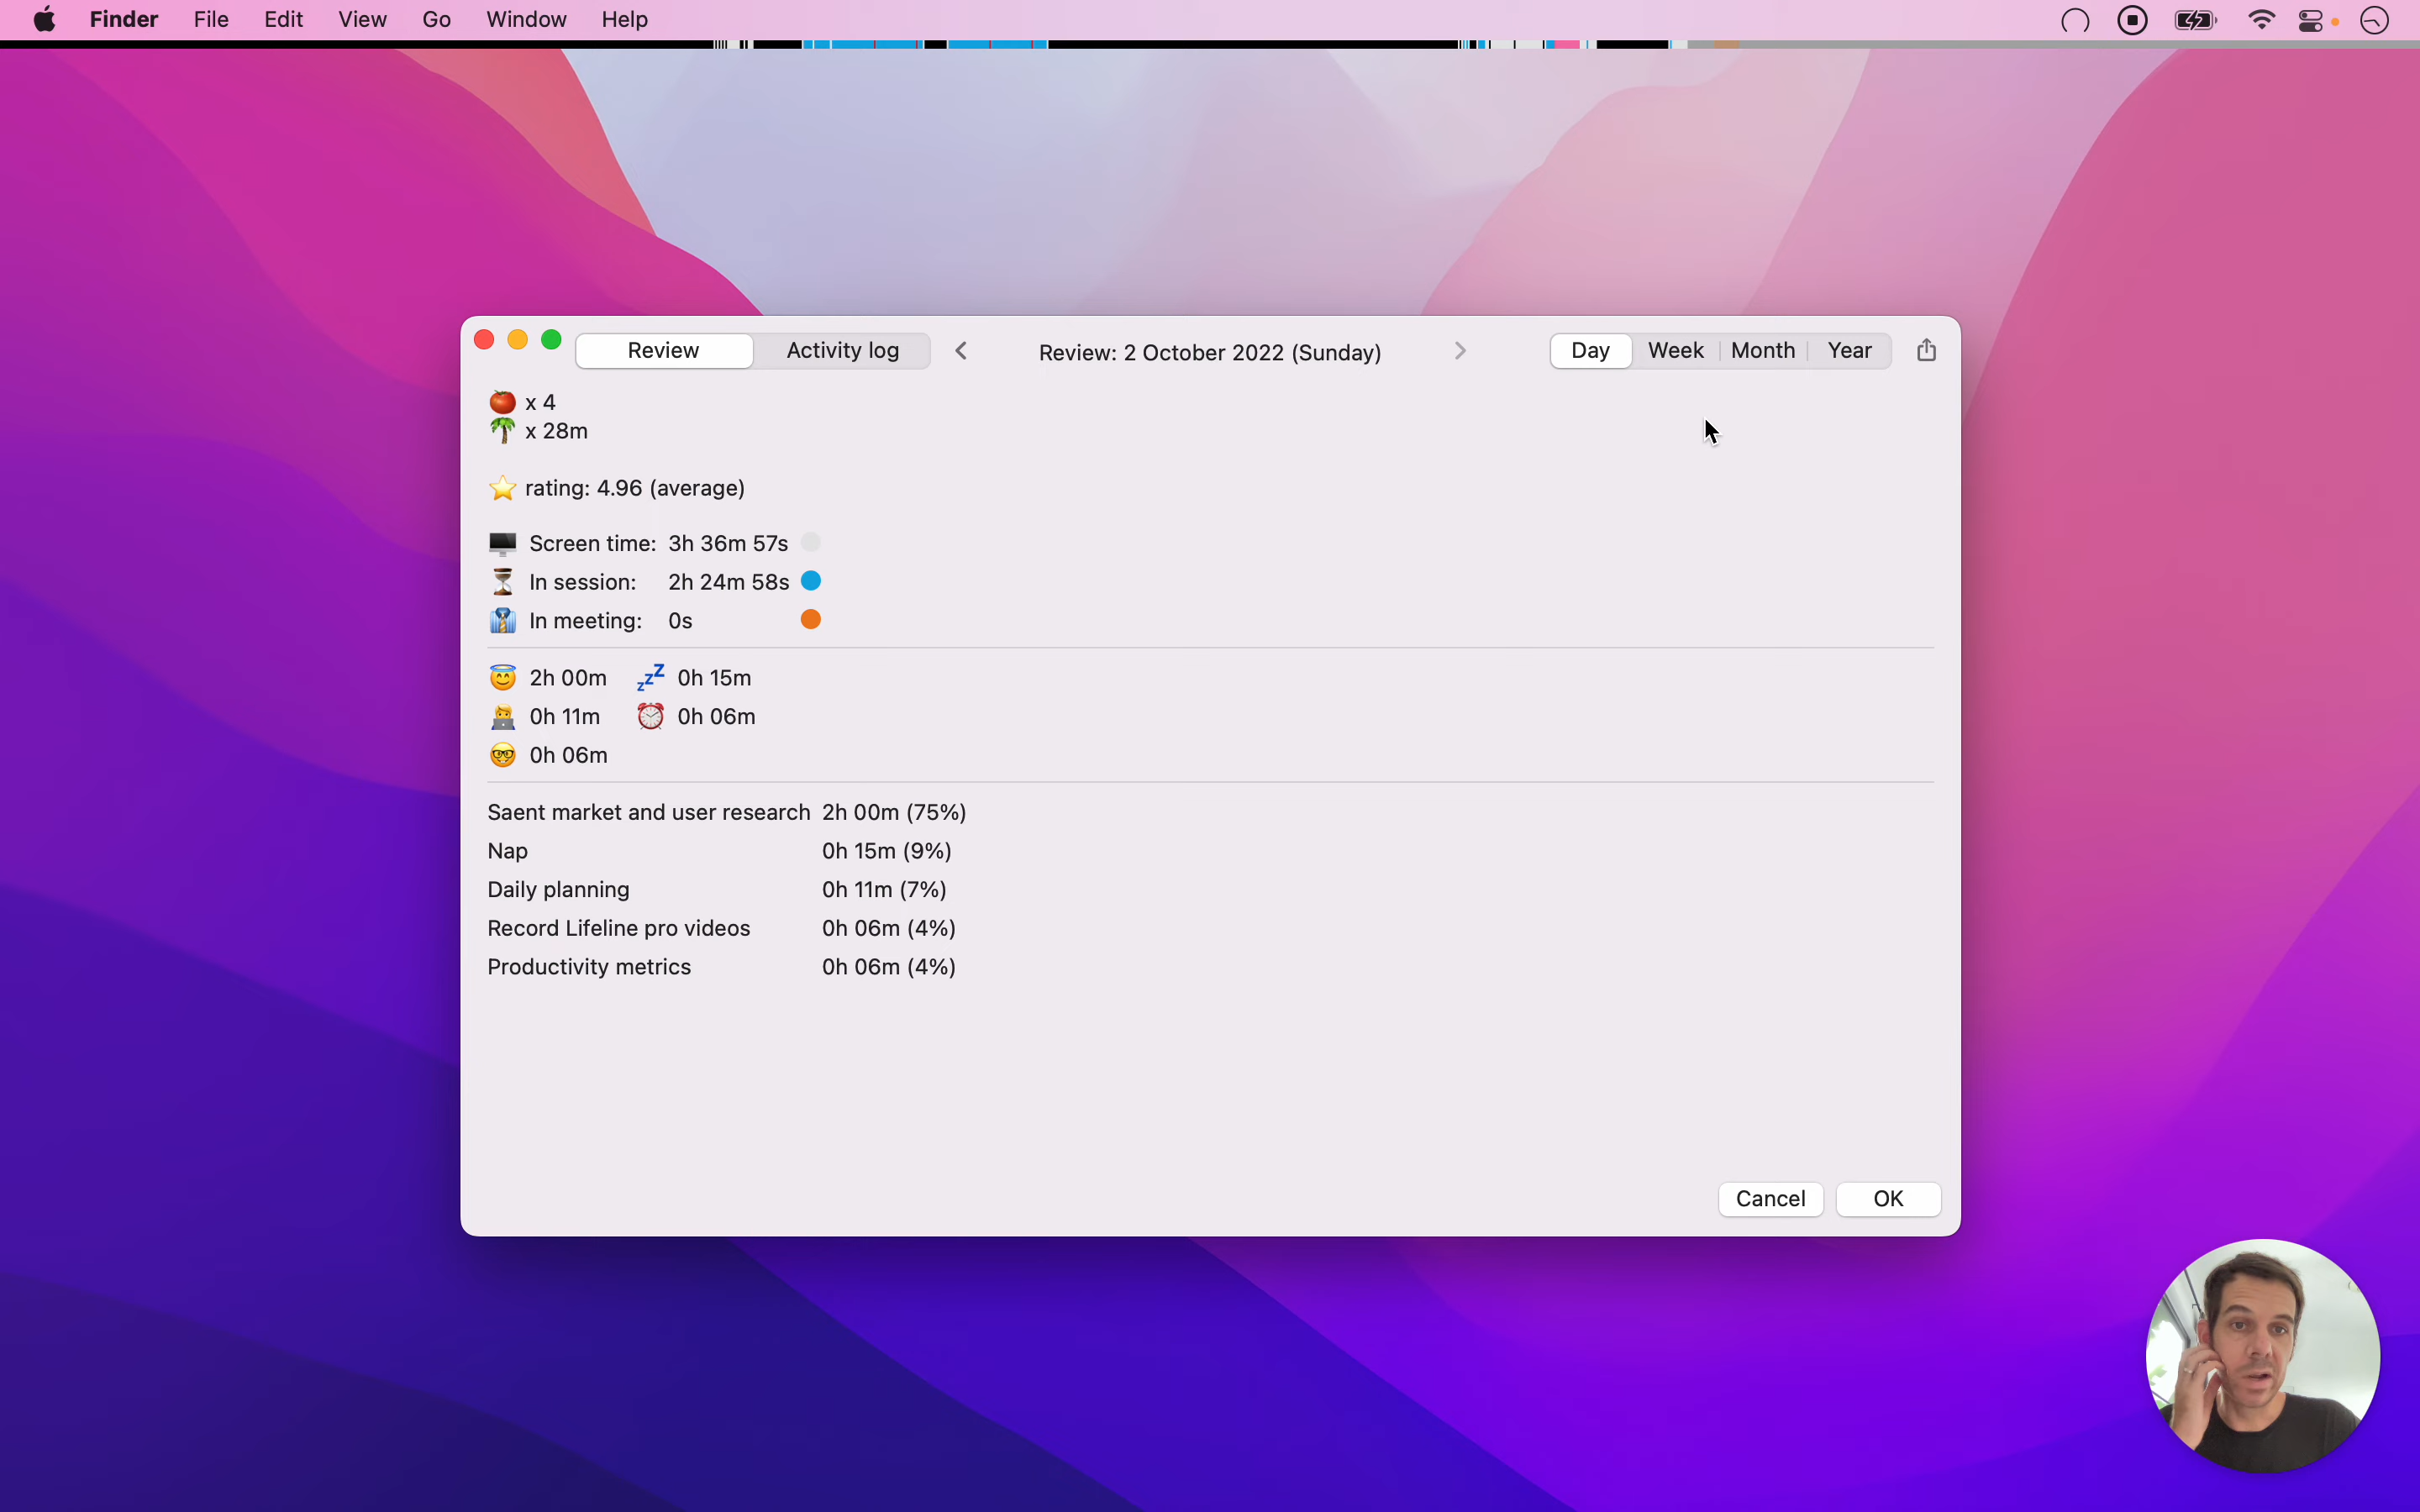 Finder File Edit View Go Window Help
Review Activity log Review: 2 October 2022 (Sunday) Day Week Month Year
x 4
x 28m
rating: 4.96 (average)
Screen time: 3h 36m 57s
In session: 2h 24m 58s
In meeting: 0s
2h 00m 0h 15m
0h 11m 0h 06m
0h 06m
Saent market and user research 2h 00m (75%)
Nap 0h 15m (9%)
Daily planning 0h 11m (7%)
Record Lifeline pro videos 0h 06m (4%)
Productivity metrics 0h 06m (4%)
Cancel OK